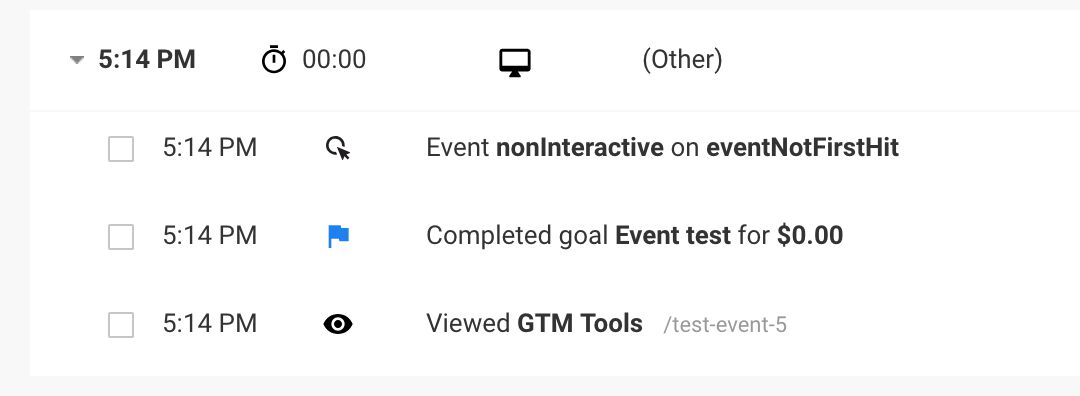 5:14 PM 00:00 (Other)
5:14 PM Event nonInteractive on eventNotFirstHit
5:14 PM Completed goal Event test for $0.00
5:14 PM Viewed GTM Tools /test-event-5